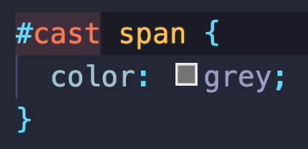 #cast span {
color: grey;
}